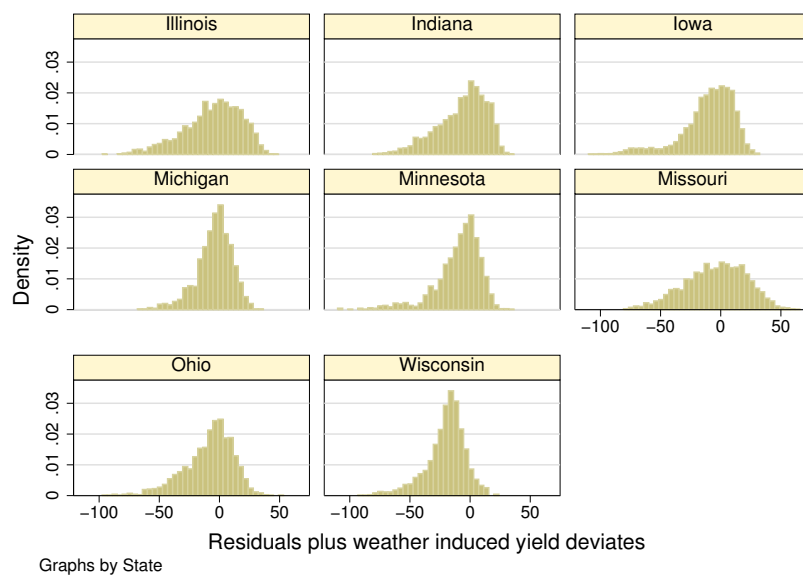 Illinois Indiana Iowa
0 .01 .02 .03
Michigan Minnesota Missouri
0 .01 .02 .03
−100 −50 0 50
Ohio Wisconsin
0 .01 .02 .03
−100 −50 0 50 −100 −50 0 50
Density
Residuals plus weather induced yield deviates
Graphs by State